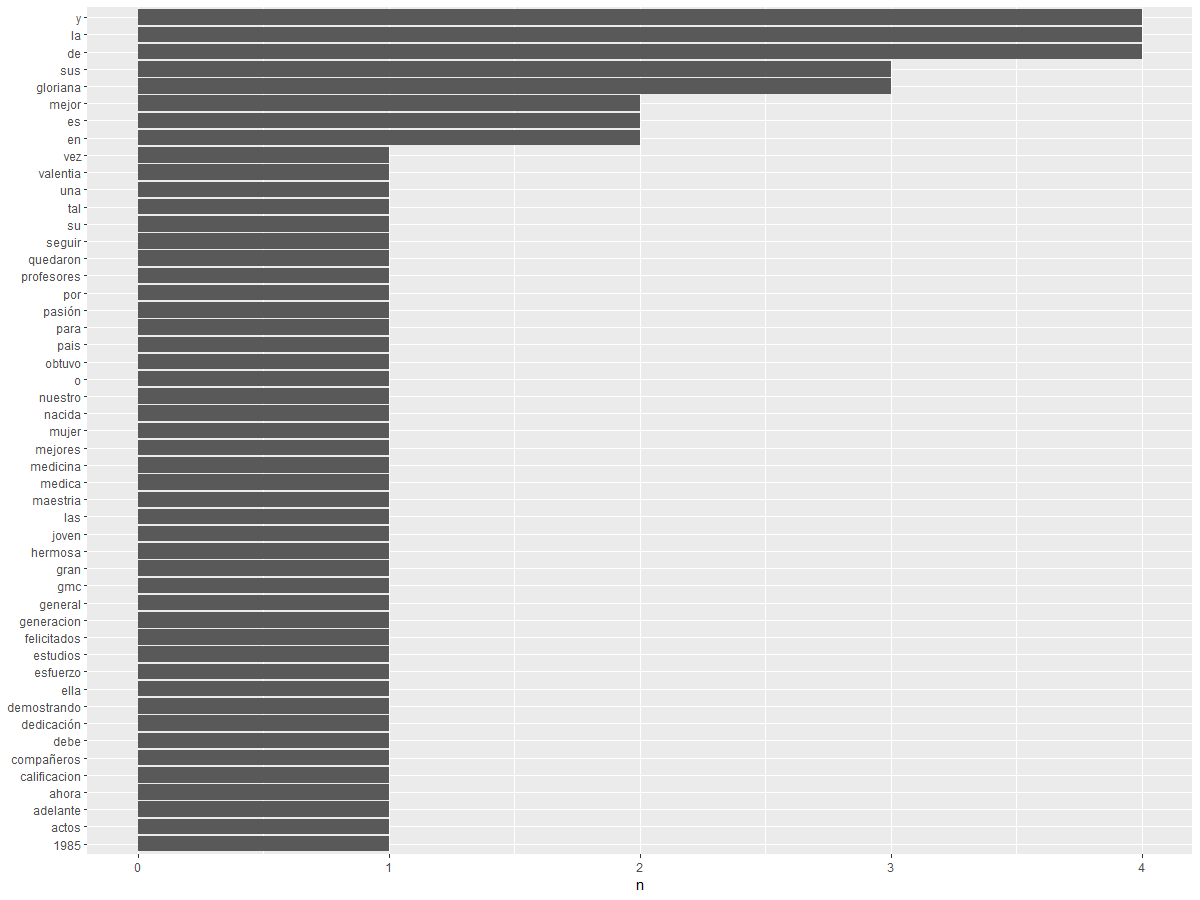 y
la
de
sus
gloriana
mejor
es
en
vez
valentia
una
tal
su
seguir
quedaron
profesores
por
pasión
para
pais
obtuvo
o
nuestro
nacida
mujer
mejores
medicina
medica
maestria
las
joven
hermosa
gran
gmc
general
generacion
felicitados
estudios
esfuerzo
ella
demostrando
dedicación
debe
compañeros
calificacion
ahora
adelante
actos
1985
0 1 2 3 4
n